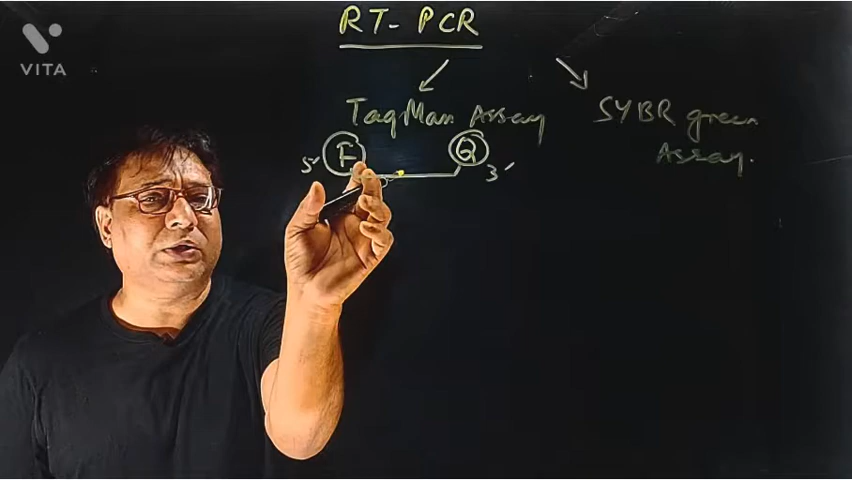 VITA
RT-PCR
TaqMan Assay
SYBR green
Assay.
F
Q
5'
3'